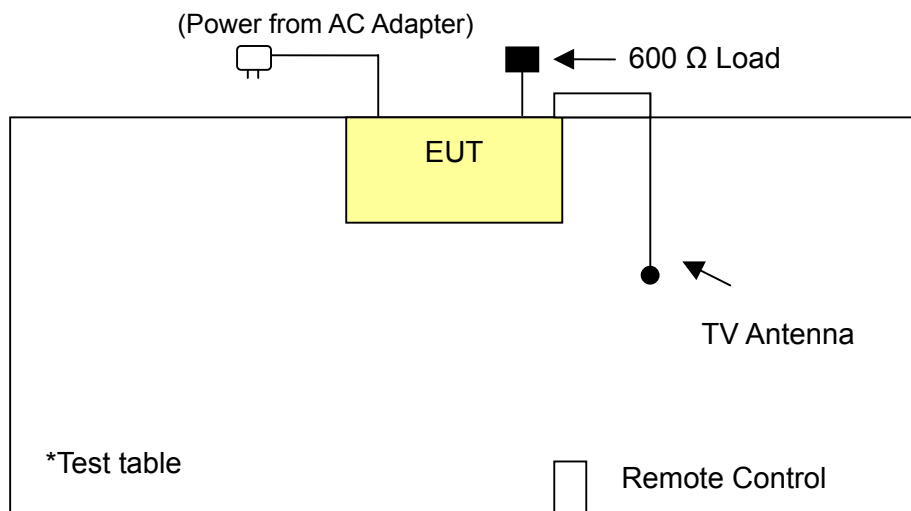 (Power from AC Adapter)
600 Ω Load
EUT
TV Antenna
*Test table
Remote Control